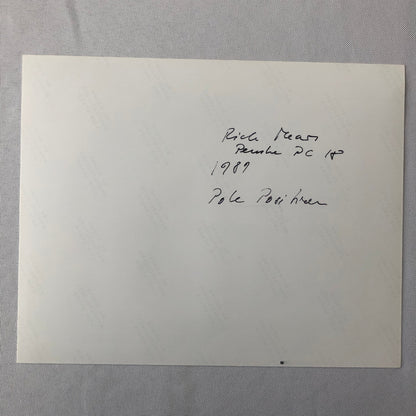 Rick Mears
Penske PC 18
1989
Pole Position